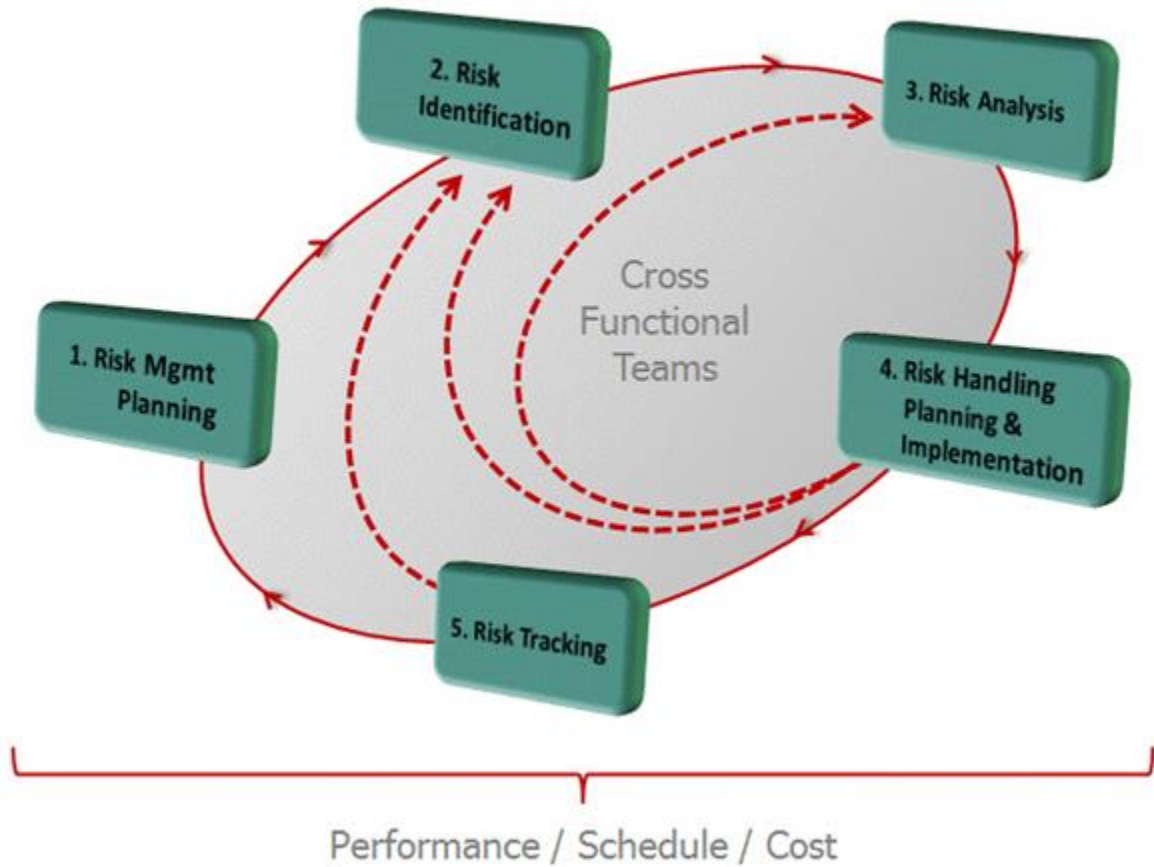 1. Risk Mgmt
Planning
2. Risk
Identification
3. Risk Analysis
4. Risk Handling
Planning &
Implementation
5. Risk Tracking
Cross
Functional
Teams
Performance / Schedule / Cost